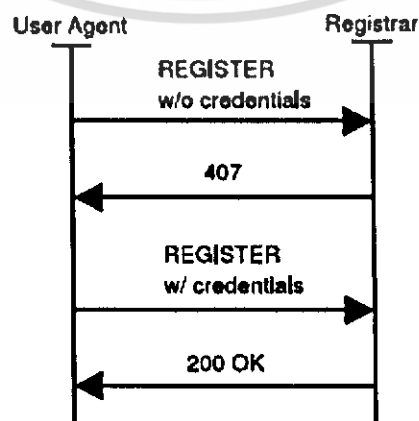 User Agent Registrar
REGISTER
w/o credentials
407
REGISTER
w/ credentials
200 OK